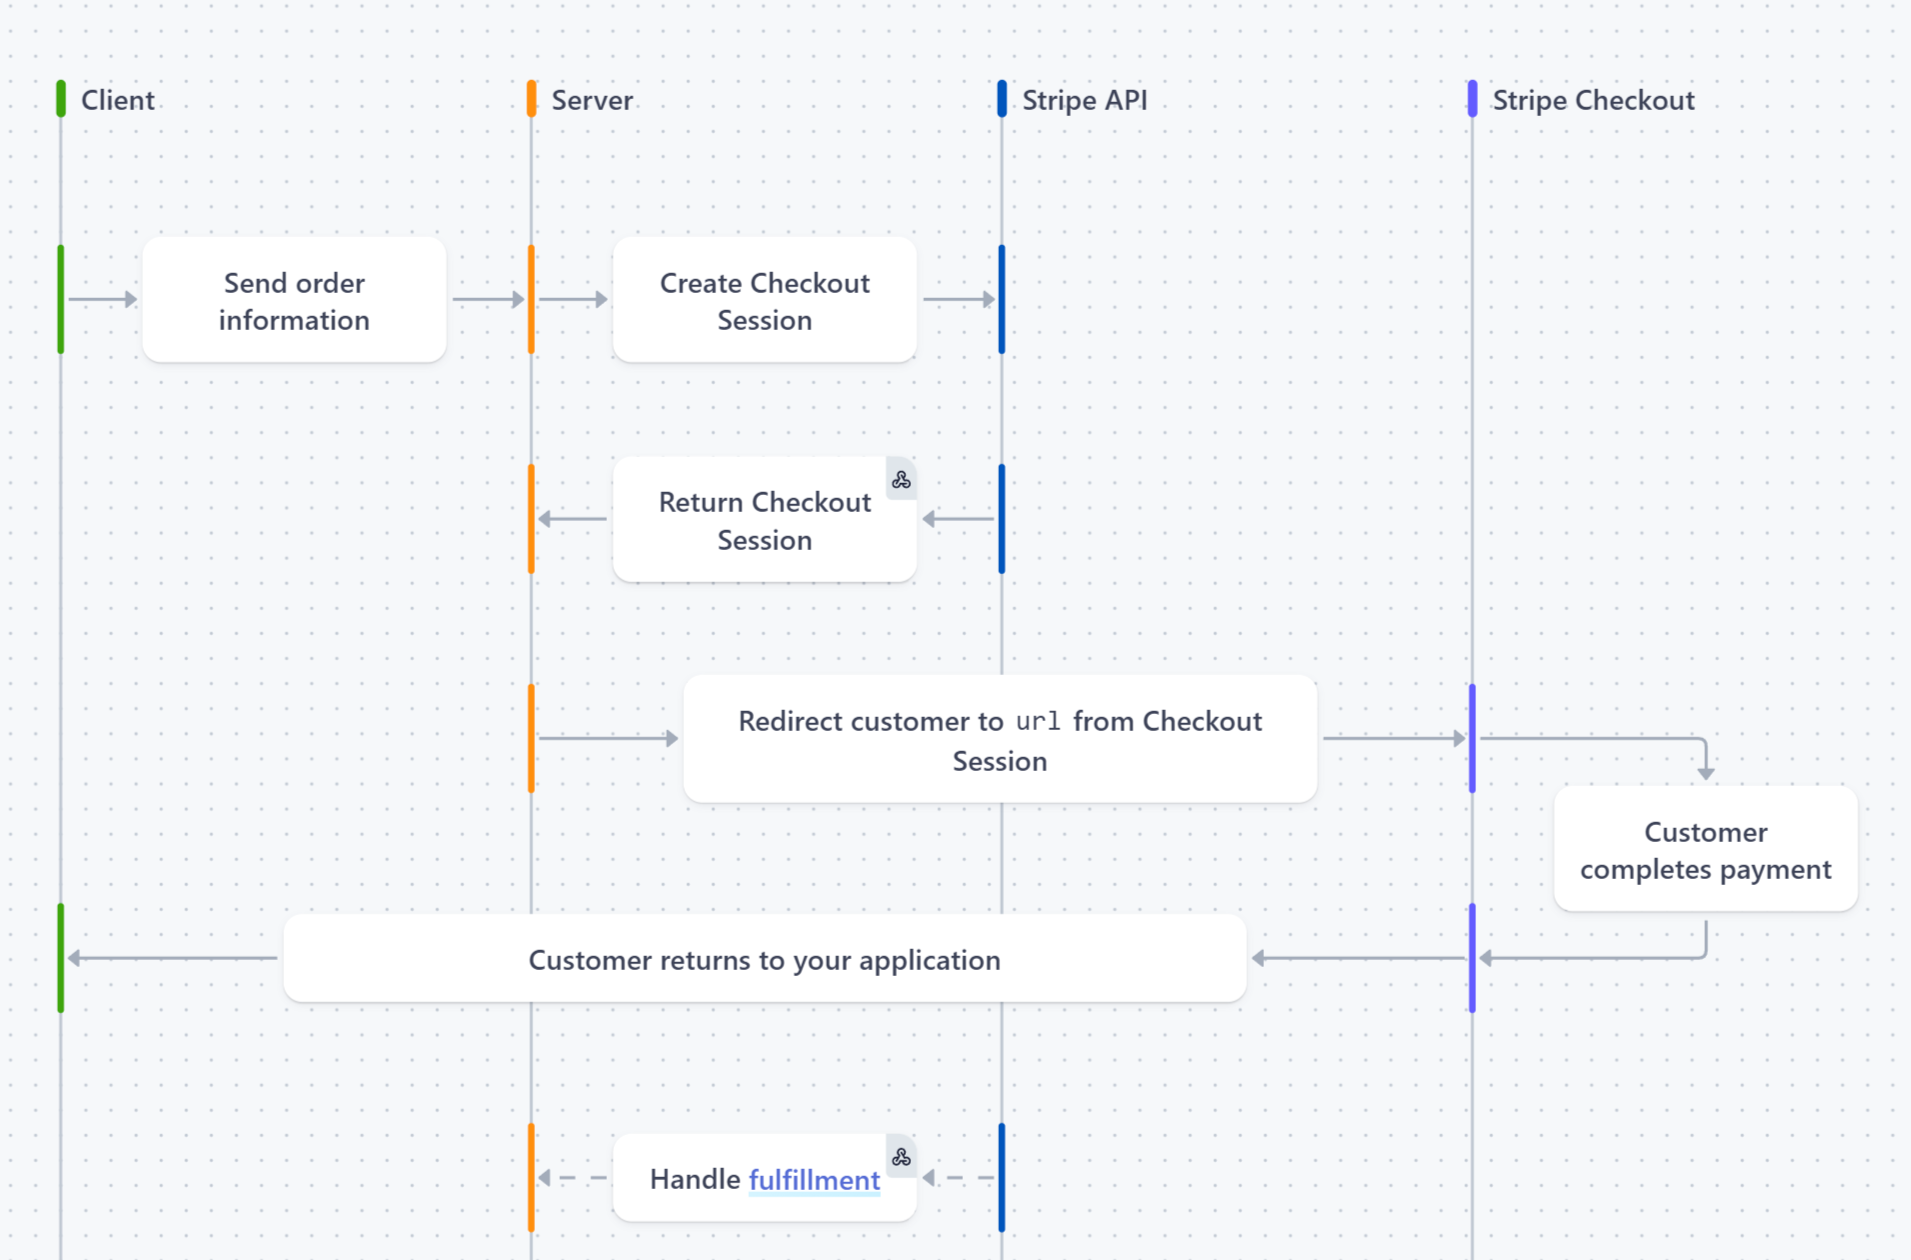 Client
Server
Stripe API
Stripe Checkout
Send order
information
Create Checkout
Session
Return Checkout
Session
Redirect customer to url from Checkout
Session
Customer
completes payment
Customer returns to your application
Handle fulfillment